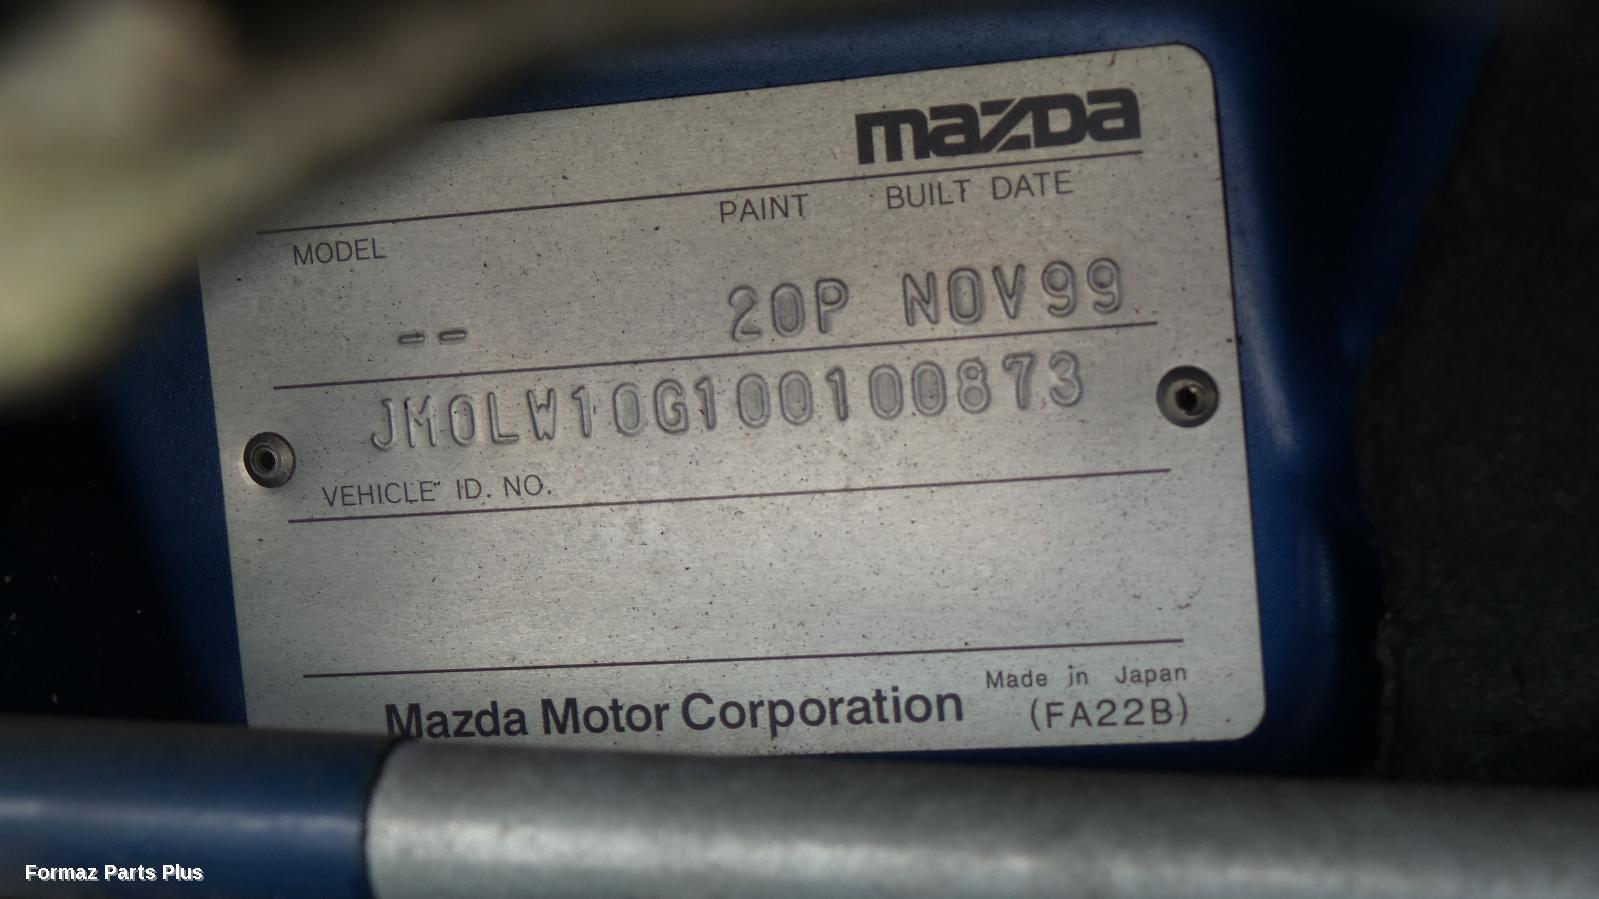 mazda
MODEL PAINT BUILT DATE
-- 20P NOV99
JM0LW10G100100873
VEHICLE ID. NO.
Mazda Motor Corporation
Made in Japan
(FA22B)
Formaz Parts Plus